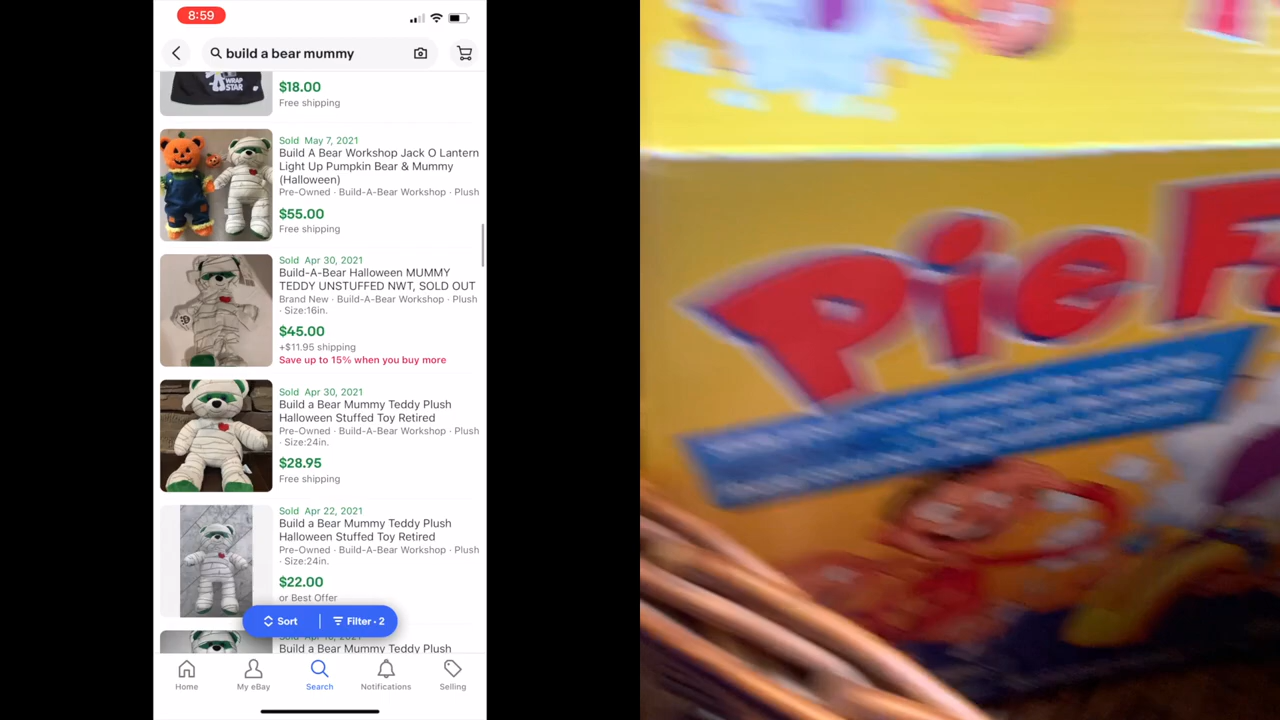 8:59
build a bear mummy
WRAP
STAR
$18.00
Free shipping
Sold May 7, 2021
Build A Bear Workshop Jack O Lantern
Light Up Pumpkin Bear & Mummy
(Halloween)
Pre-Owned · Build-A-Bear Workshop · Plush
$55.00
Free shipping
Sold Apr 30, 2021
Build-A-Bear Halloween MUMMY
TEDDY UNSTUFFED NWT, SOLD OUT
Brand New · Build-A-Bear Workshop · Plush
· Size:16in.
$45.00
+$11.95 shipping
Save up to 15% when you buy more
Sold Apr 30, 2021
Build a Bear Mummy Teddy Plush
Halloween Stuffed Toy Retired
Pre-Owned · Build-A-Bear Workshop · Plush
· Size:24in.
$28.95
Free shipping
Sold Apr 22, 2021
Build a Bear Mummy Teddy Plush
Halloween Stuffed Toy Retired
Pre-Owned · Build-A-Bear Workshop · Plush
· Size:24in.
$22.00
or Best Offer
Build a Bear Mummy Teddy Plush
Sort
Filter · 2
Home
My eBay
Search
Notifications
Selling
Pie